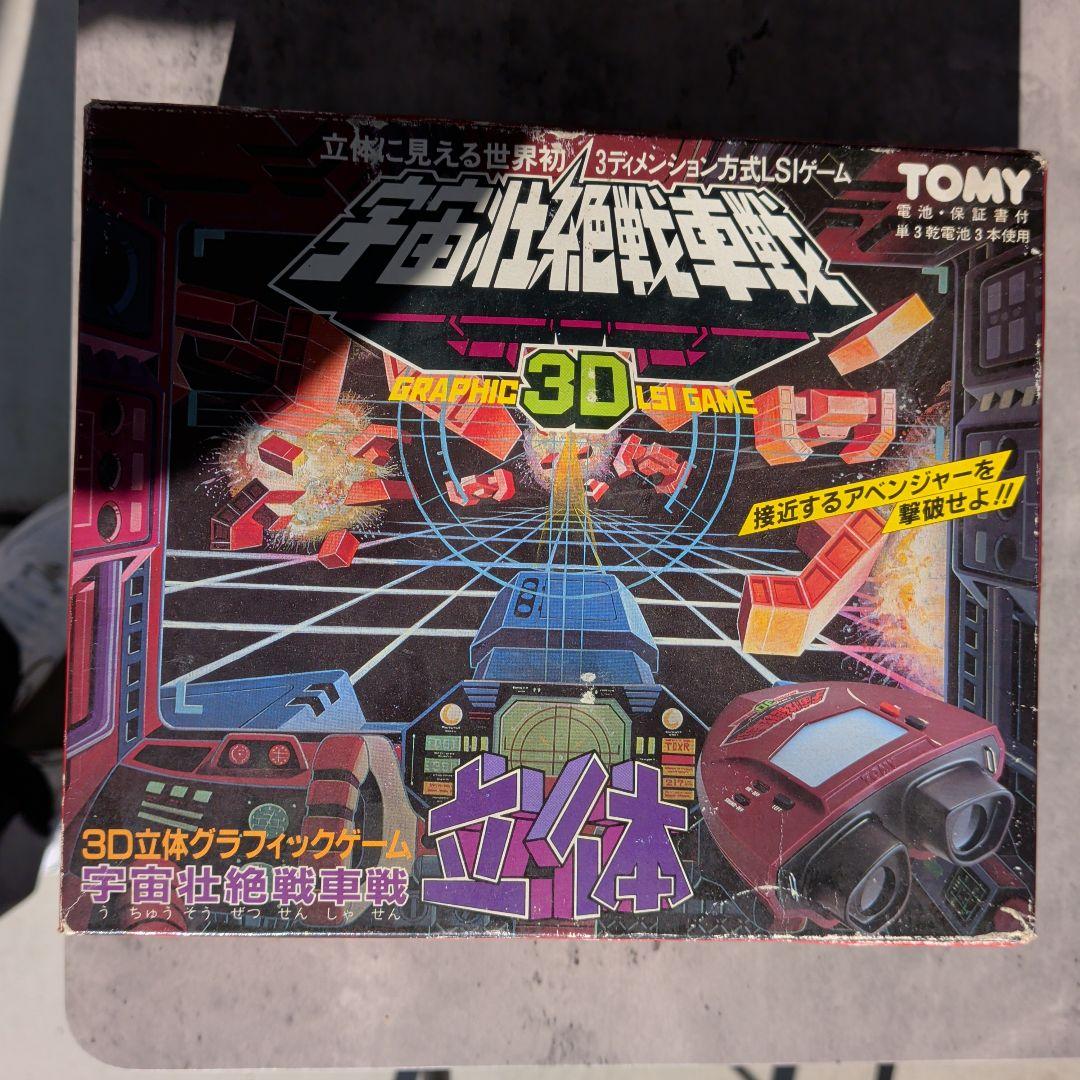 立体に見える世界初
3ディメンション方式LSIゲーム
TOMY
電池・保証書付
単3乾電池3本使用
宇宙壮絶戦車戦
GRAPHIC 3D LSI GAME
接近するアベンジャーを
撃破せよ!!
TOXR
立体
TOMY
3D立体グラフィックゲーム
宇宙壮絶戦車戦
うちゅうそうぜつせんしゃせん